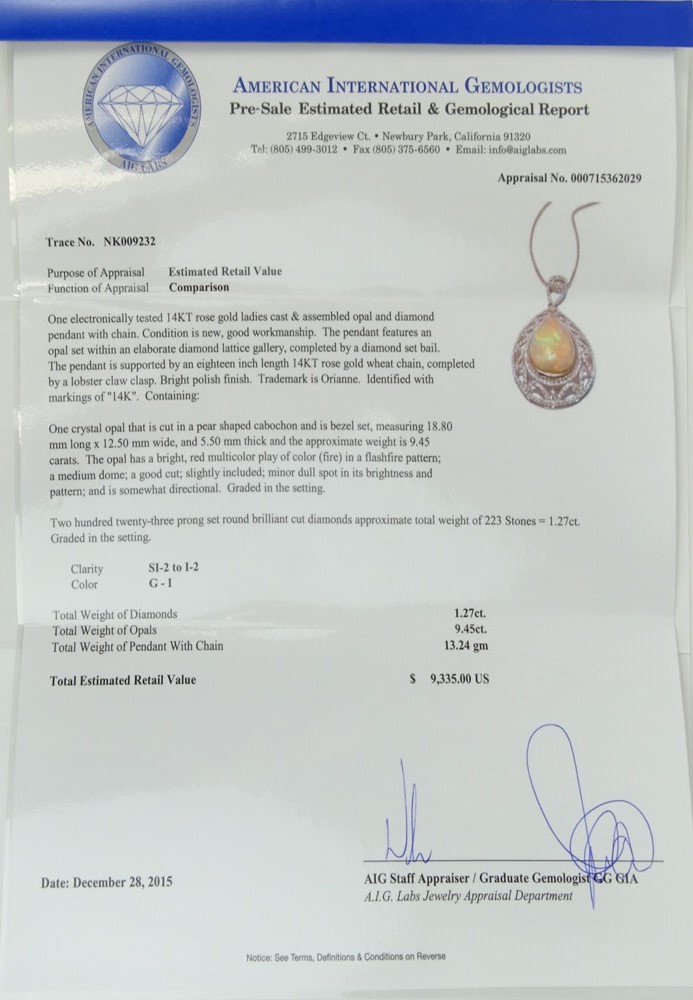 AMERICAN INTERNATIONAL GEMOLOGISTS
AIG LABS
AMERICAN INTERNATIONAL GEMOLOGISTS
Pre-Sale Estimated Retail & Gemological Report
2715 Edgeview Ct. • Newbury Park, California 91320
Tel: (805) 499-3012 • Fax (805) 375-6560 • Email: info@aiglabs.com
Appraisal No. 000715362029
Trace No. NK009232
Purpose of Appraisal Estimated Retail Value
Function of Appraisal Comparison
One electronically tested 14KT rose gold ladies cast & assembled opal and diamond
pendant with chain. Condition is new, good workmanship. The pendant features an
opal set within an elaborate diamond lattice gallery, completed by a diamond set bail.
The pendant is supported by an eighteen inch length 14KT rose gold wheat chain, completed
by a lobster claw clasp. Bright polish finish. Trademark is Orianne. Identified with
markings of "14K". Containing:
One crystal opal that is cut in a pear shaped cabochon and is bezel set, measuring 18.80
mm long x 12.50 mm wide, and 5.50 mm thick and the approximate weight is 9.45
carats. The opal has a bright, red multicolor play of color (fire) in a flashfire pattern;
a medium dome; a good cut; slightly included; minor dull spot in its brightness and
pattern; and is somewhat directional. Graded in the setting.
Two hundred twenty-three prong set round brilliant cut diamonds approximate total weight of 223 Stones = 1.27ct.
Graded in the setting.
Clarity SI-2 to I-2
Color G - I
Total Weight of Diamonds 1.27ct.
Total Weight of Opals 9.45ct.
Total Weight of Pendant With Chain 13.24 gm
Total Estimated Retail Value $ 9,335.00 US
Date: December 28, 2015
AIG Staff Appraiser / Graduate Gemologist GG GIA
A.I.G. Labs Jewelry Appraisal Department
Notice: See Terms, Definitions & Conditions on Reverse